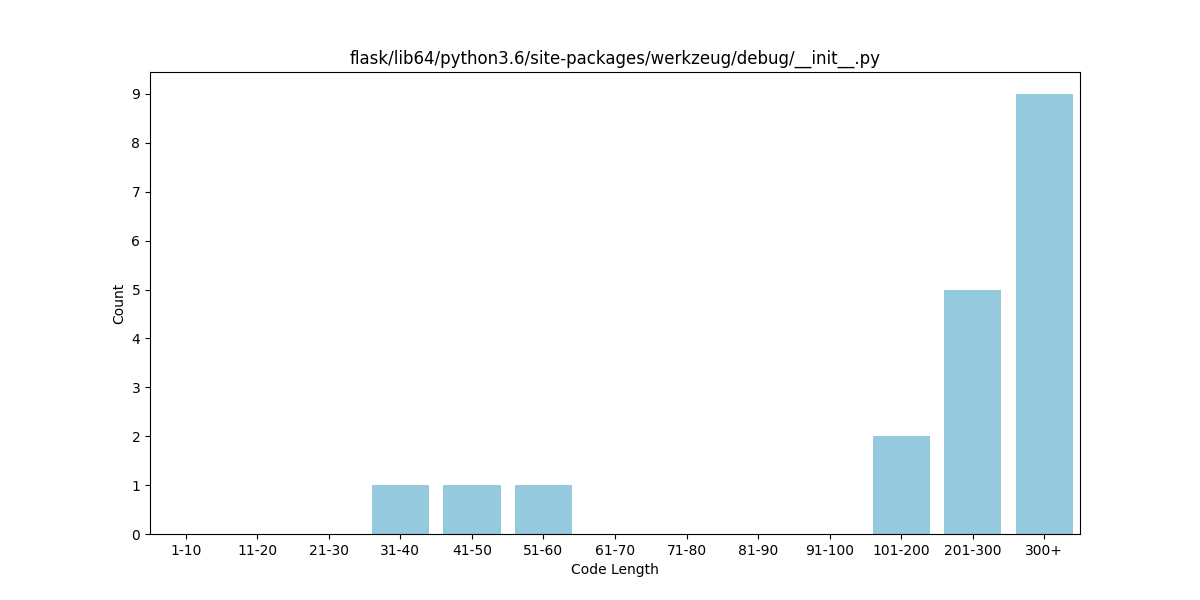 flask/lib64/python3.6/site-packages/werkzeug/debug/__init__.py
9
8
7
6
5
4
3
2
1
0
Count
1-10 11-20 21-30 31-40 41-50 51-60 61-70 71-80 81-90 91-100 101-200 201-300 300+
Code Length